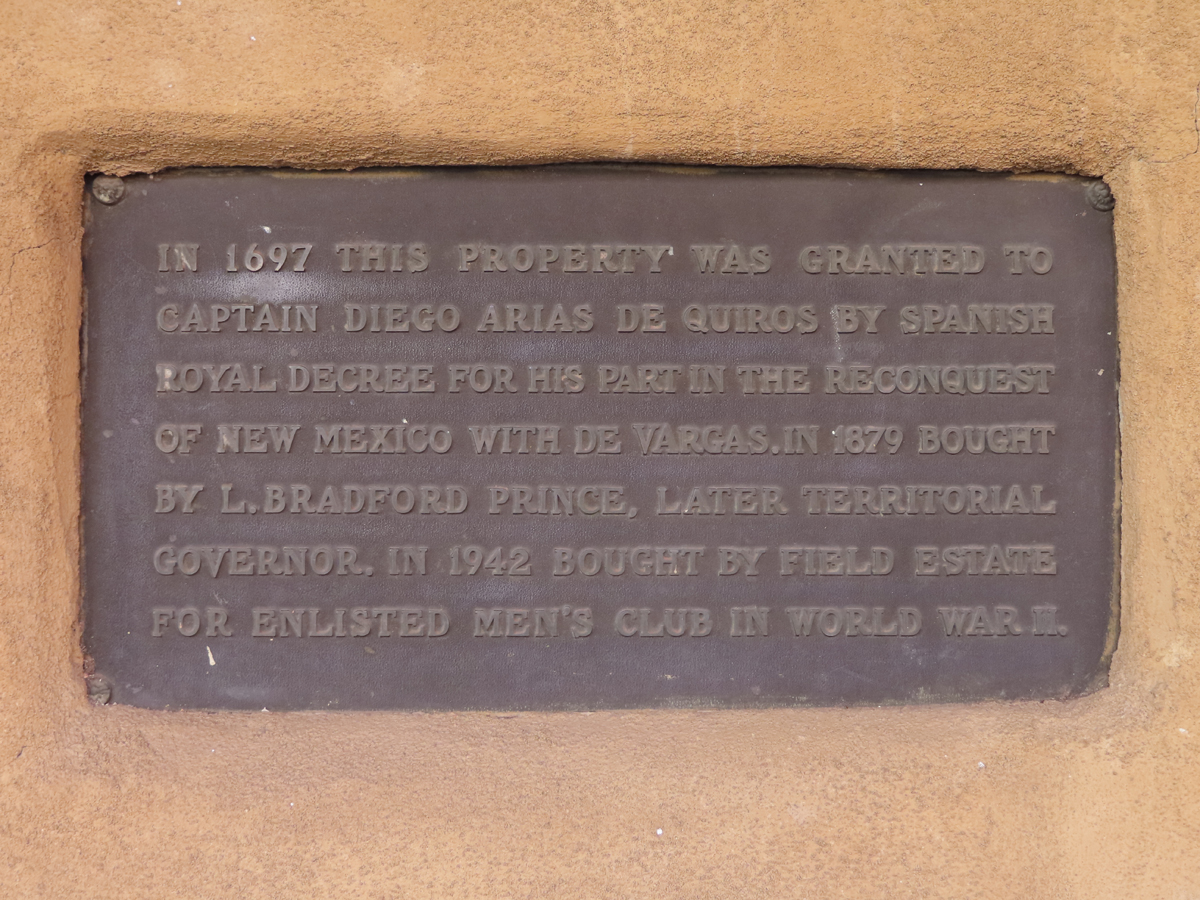 IN 1697 THIS PROPERTY WAS GRANTED TO
CAPTAIN DIEGO ARIAS DE QUIROS BY SPANISH
ROYAL DECREE FOR HIS PART IN THE RECONQUEST
OF NEW MEXICO WITH DE VARGAS. IN 1879 BOUGHT
BY L. BRADFORD PRINCE, LATER TERRITORIAL
GOVERNOR. IN 1942 BOUGHT BY FIELD ESTATE
FOR ENLISTED MEN'S CLUB IN WORLD WAR II.